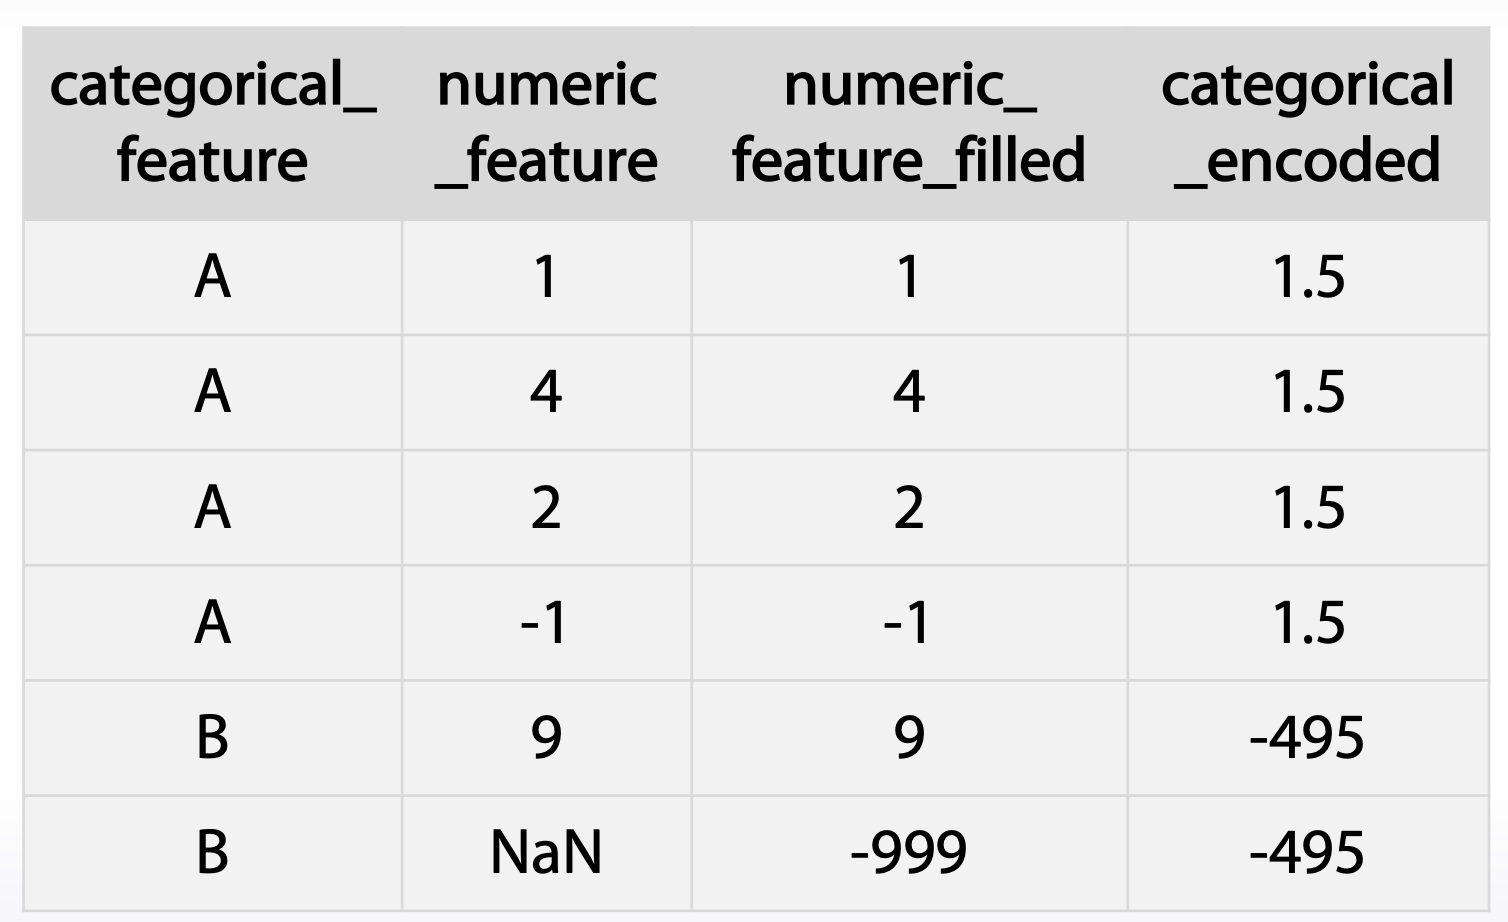 categorical_ numeric numeric_ categorical
feature _feature feature_filled _encoded
A 1 1 1.5
A 4 4 1.5
A 2 2 1.5
A -1 -1 1.5
B 9 9 -495
B NaN -999 -495